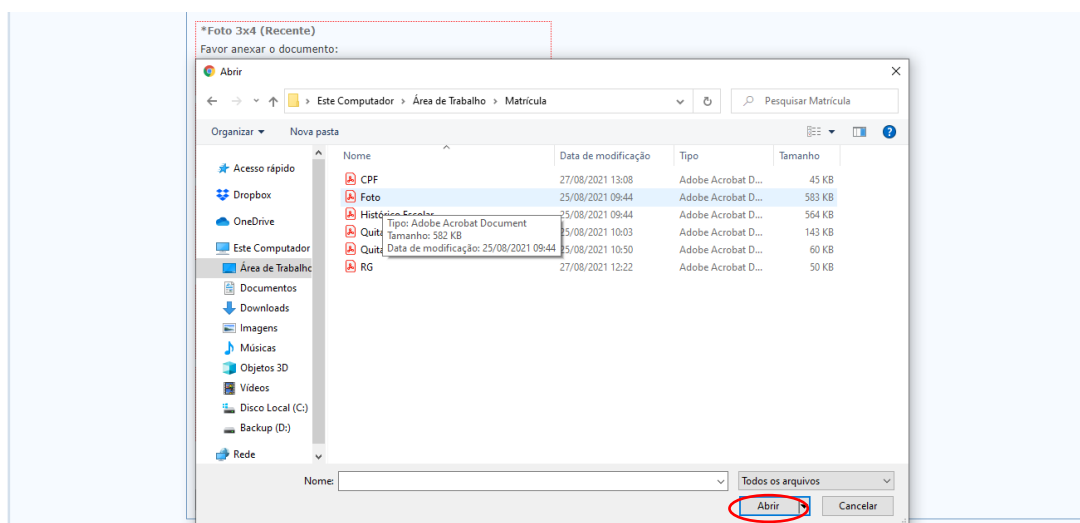 *Foto 3x4 (Recente)
Favor anexar o documento:
Abrir
Este Computador > Área de Trabalho > Matrícula
Pesquisar Matrícula
Organizar
Nova pasta
Nome Data de modificação Tipo Tamanho
Acesso rápido
Dropbox
OneDrive
Este Computador
Área de Trabalho
Documentos
Downloads
Imagens
Músicas
Objetos 3D
Vídeos
Disco Local (C:)
Backup (D:)
Rede
CPF 27/08/2021 13:08 Adobe Acrobat D... 45 KB
Foto 25/08/2021 09:44 Adobe Acrobat D... 583 KB
Histórico Escolar 25/08/2021 09:44 Adobe Acrobat D... 564 KB
Quita 25/08/2021 10:03 Adobe Acrobat D... 143 KB
Quita 25/08/2021 10:50 Adobe Acrobat D... 60 KB
RG 27/08/2021 12:22 Adobe Acrobat D... 50 KB
Tipo: Adobe Acrobat Document
Tamanho: 582 KB
Data de modificação: 25/08/2021 09:44
Nome:
Todos os arquivos
Abrir
Cancelar